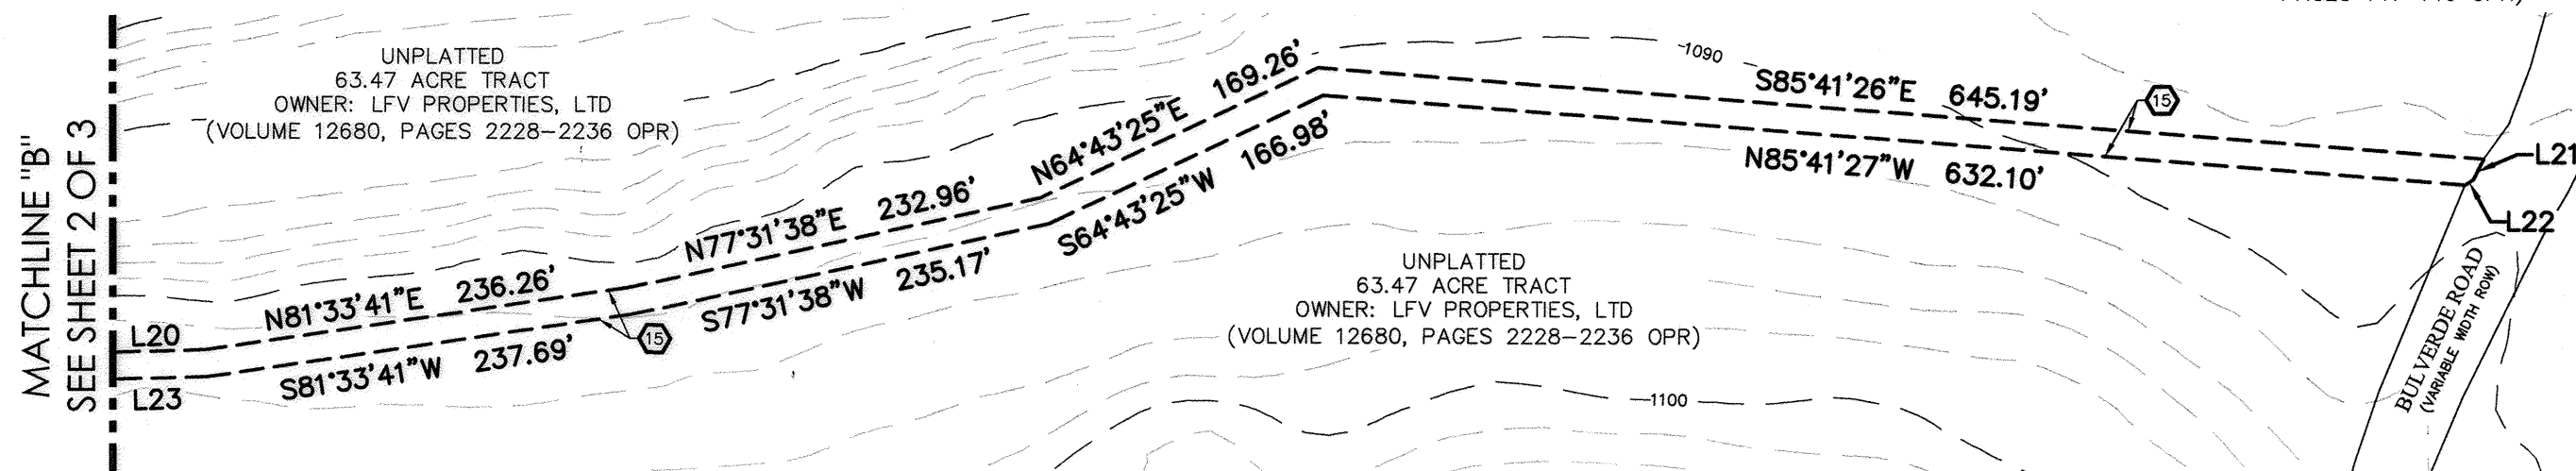 MATCHLINE "B"
SEE SHEET 2 OF 3
UNPLATTED
63.47 ACRE TRACT
OWNER: LFV PROPERTIES, LTD
(VOLUME 12680, PAGES 2228-2236 OPR)
L20
L23
N81°33'41"E 236.26'
S81°33'41"W 237.69'
15
N77°31'38"E 232.96'
S77°31'38"W 235.17'
N64°43'25"E 169.26'
S64°43'25"W 166.98'
1090
S85°41'26"E 645.19'
N85°41'27"W 632.10'
15
L21
L22
UNPLATTED
63.47 ACRE TRACT
OWNER: LFV PROPERTIES, LTD
(VOLUME 12680, PAGES 2228-2236 OPR)
1100
BULVERDE ROAD
(VARIABLE WIDTH ROW)